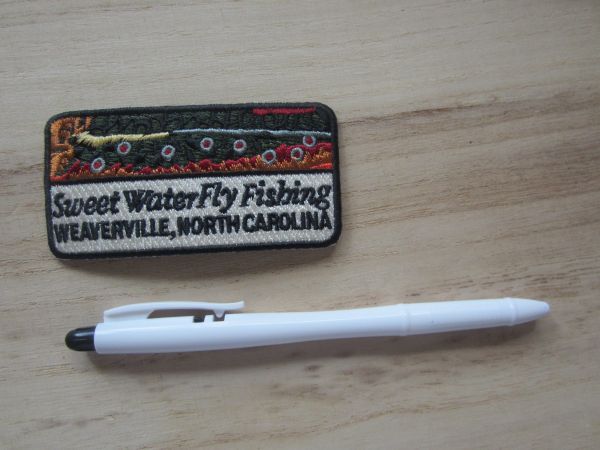 Sweet WaterFly Fishing
WEAVERVILLE, NORTH CAROLINA